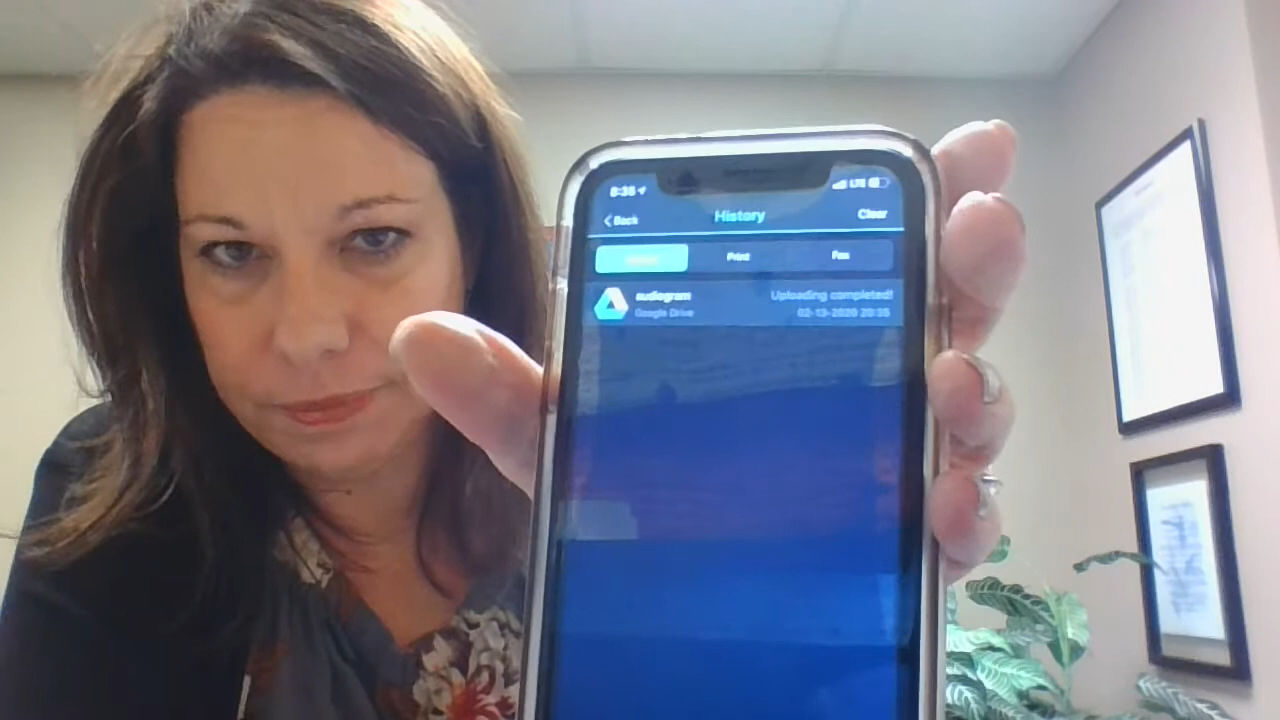 8:35 LTE
Back History Clear
Print Fax
audiogram Uploading completed!
Google Drive 02-13-2020 20:35